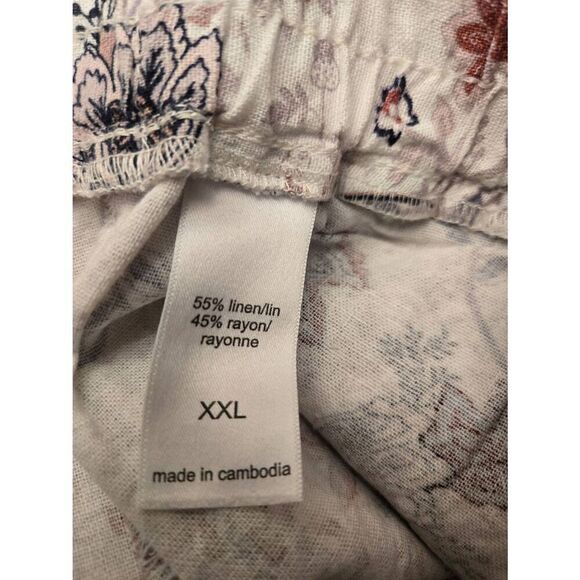 55% linen/lin
45% rayon/
rayonne
XXL
made in cambodia